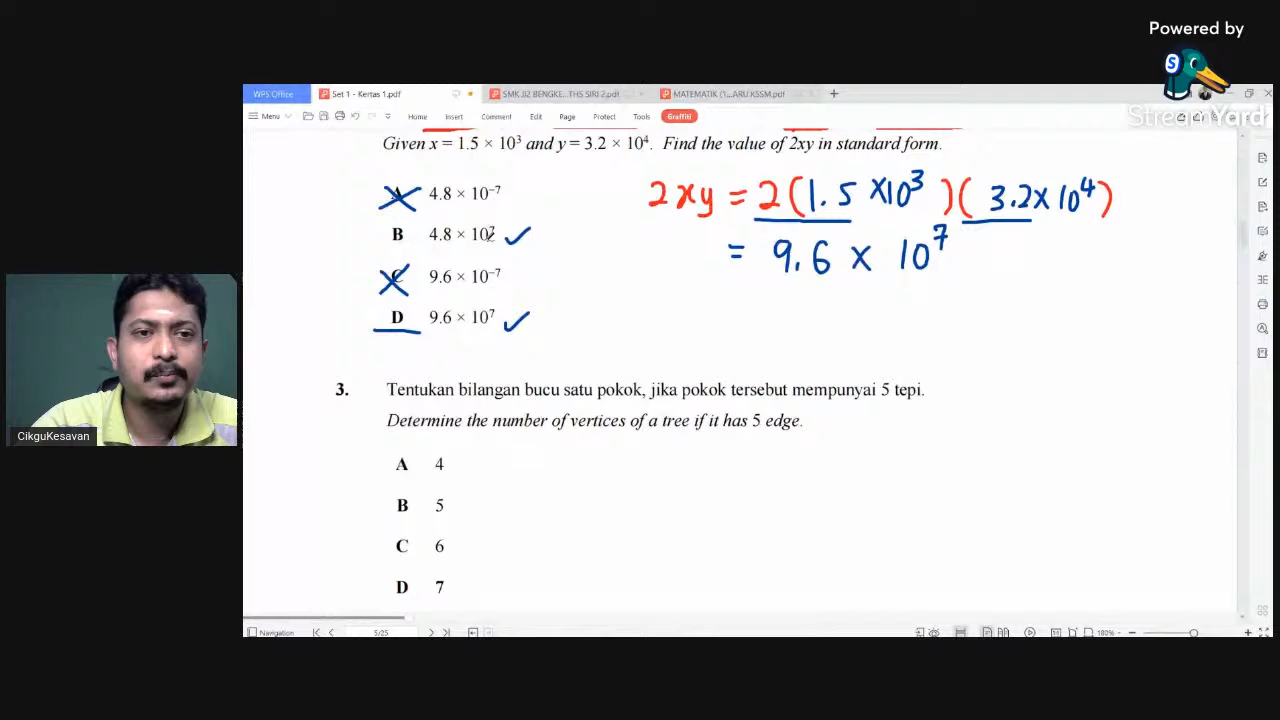 Powered by
S
StreamYard
WPS Office
Set 1 - Kertas 1.pdf
SMK JI2 BENGKE....THS SIRI 2.pdf
MATEMATIK (1...ARU KSSM.pdf
+
Menu
Home
Insert
Comment
Edit
Page
Protect
Tools
Graffiti
Given x = 1.5 × 10³ and y = 3.2 × 10⁴. Find the value of 2xy in standard form.
4.8 × 10⁻⁷
B 4.8 × 10⁷ ✓
C 9.6 × 10⁻⁷
D 9.6 × 10⁷ ✓
2xy = 2(1.5 ×10³)(3.2×10⁴)
= 9.6 × 10⁷
3. Tentukan bilangan bucu satu pokok, jika pokok tersebut mempunyai 5 tepi.
Determine the number of vertices of a tree if it has 5 edge.
A 4
B 5
C 6
D 7
CikguKesavan
Navigation
5/25
180%